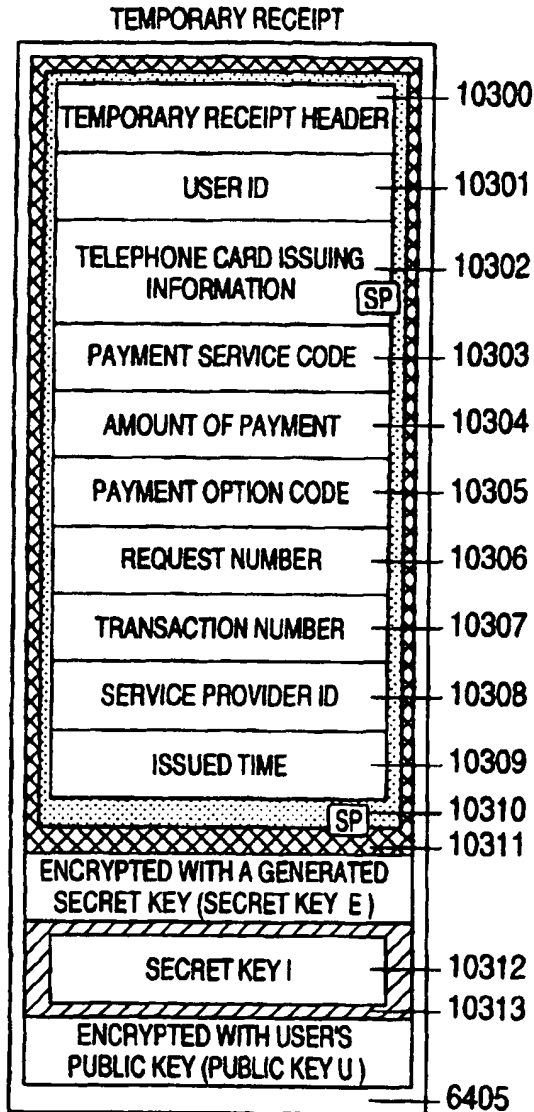 TEMPORARY RECEIPT
TEMPORARY RECEIPT HEADER 10300
USER ID 10301
TELEPHONE CARD ISSUING
INFORMATION 10302
SP
PAYMENT SERVICE CODE 10303
AMOUNT OF PAYMENT 10304
PAYMENT OPTION CODE 10305
REQUEST NUMBER 10306
TRANSACTION NUMBER 10307
SERVICE PROVIDER ID 10308
ISSUED TIME 10309
SP 10310
10311
ENCRYPTED WITH A GENERATED
SECRET KEY (SECRET KEY E)
SECRET KEY I 10312
10313
ENCRYPTED WITH USER'S
PUBLIC KEY (PUBLIC KEY U)
6405